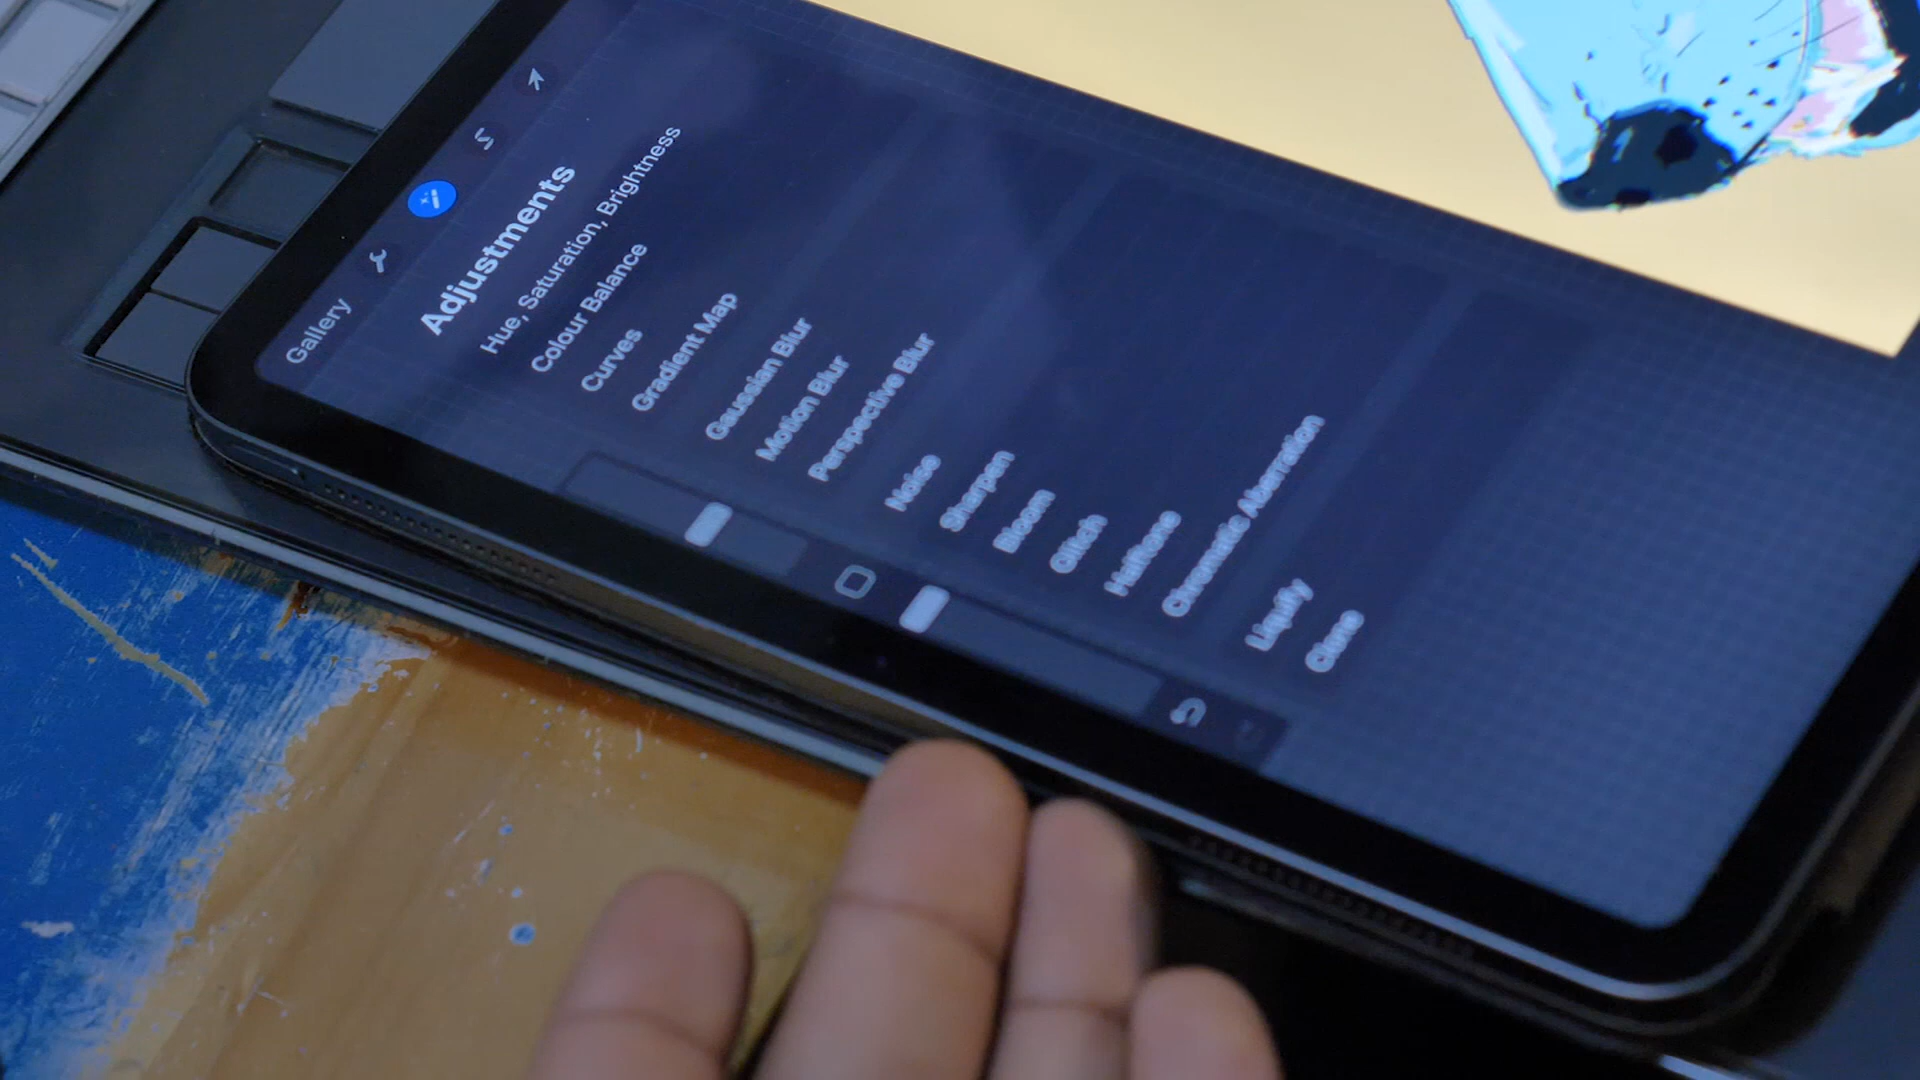 Gallery
Adjustments
Hue, Saturation, Brightness
Colour Balance
Curves
Gradient Map
Gaussian Blur
Motion Blur
Perspective Blur
Noise
Sharpen
Bloom
Glitch
Halftone
Chromatic Aberration
Liquify
Clone